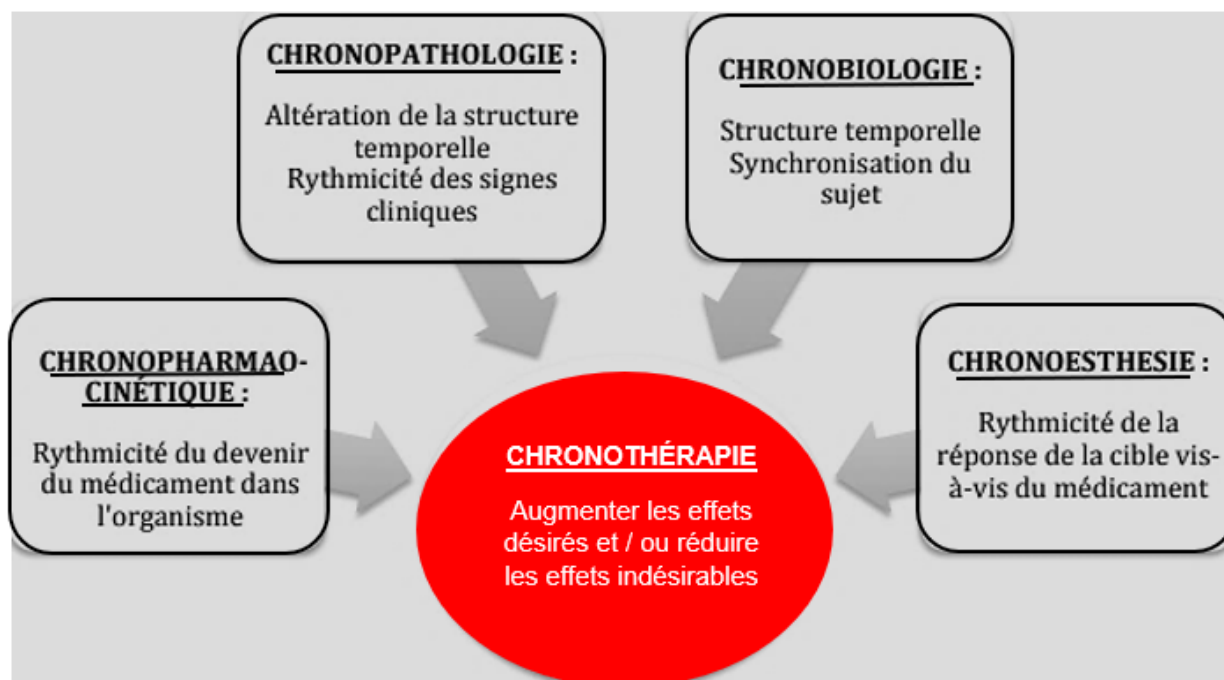 CHRONOPATHOLOGIE :
Altération de la structure
temporelle
Rythmicité des signes
cliniques
CHRONOBIOLOGIE :
Structure temporelle
Synchronisation du
sujet
CHRONOPHARMAO-
CINÉTIQUE :
Rythmicité du devenir
du médicament dans
l'organisme
CHRONOTHÉRAPIE
Augmenter les effets
désirés et / ou réduire
les effets indésirables
CHRONOESTHESIE :
Rythmicité de la
réponse de la cible vis-
à-vis du médicament